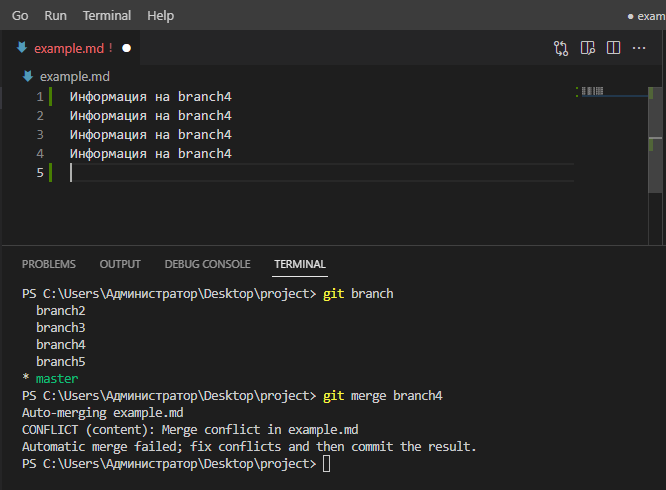 Go Run Terminal Help ● exam
example.md ! ●
example.md
1 Информация на branch4
2 Информация на branch4
3 Информация на branch4
4 Информация на branch4
5
PROBLEMS OUTPUT DEBUG CONSOLE TERMINAL
PS C:\Users\Администратор\Desktop\project> git branch
branch2
branch3
branch4
branch5
* master
PS C:\Users\Администратор\Desktop\project> git merge branch4
Auto-merging example.md
CONFLICT (content): Merge conflict in example.md
Automatic merge failed; fix conflicts and then commit the result.
PS C:\Users\Администратор\Desktop\project>